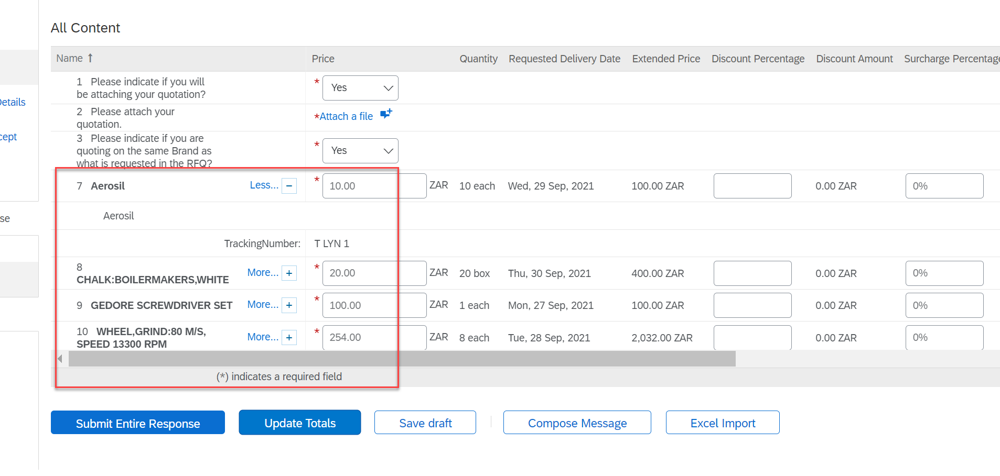 All Content
Name ↑ Price Quantity Requested Delivery Date Extended Price Discount Percentage Discount Amount Surcharge Percentage
1 Please indicate if you will
be attaching your quotation?
* Yes
Details
2 Please attach your
quotation.
*Attach a file
cept
3 Please indicate if you are
quoting on the same Brand as
what is requested in the RFQ?
* Yes
7 Aerosil Less... − * 10.00 ZAR 10 each Wed, 29 Sep, 2021 100.00 ZAR 0.00 ZAR 0%
se
Aerosil
TrackingNumber: T LYN 1
8
CHALK:BOILERMAKERS,WHITE
More... + * 20.00 ZAR 20 box Thu, 30 Sep, 2021 400.00 ZAR 0.00 ZAR 0%
9 GEDORE SCREWDRIVER SET More... + * 100.00 ZAR 1 each Mon, 27 Sep, 2021 100.00 ZAR 0.00 ZAR 0%
10 WHEEL,GRIND:80 M/S,
SPEED 13300 RPM
More... + * 254.00 ZAR 8 each Tue, 28 Sep, 2021 2,032.00 ZAR 0.00 ZAR 0%
(*) indicates a required field
Submit Entire Response Update Totals Save draft Compose Message Excel Import